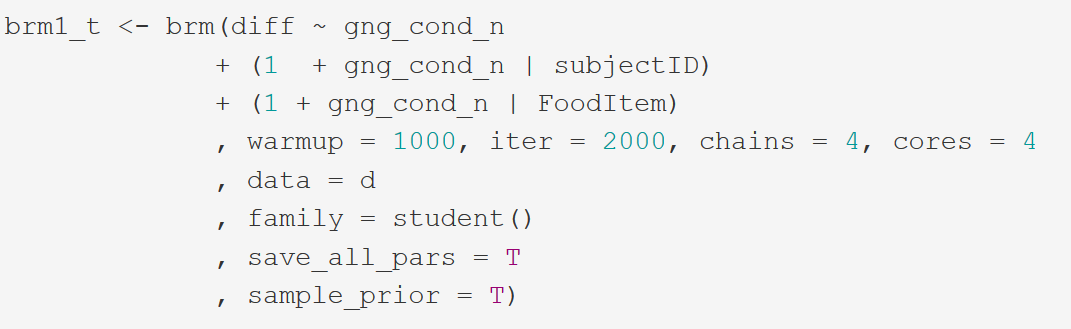 brm1_t <- brm(diff ~ gng_cond_n
+ (1  + gng_cond_n | subjectID)
+ (1 + gng_cond_n | FoodItem)
, warmup = 1000, iter = 2000, chains = 4, cores = 4
, data = d
, family = student()
, save_all_pars = T
, sample_prior = T)